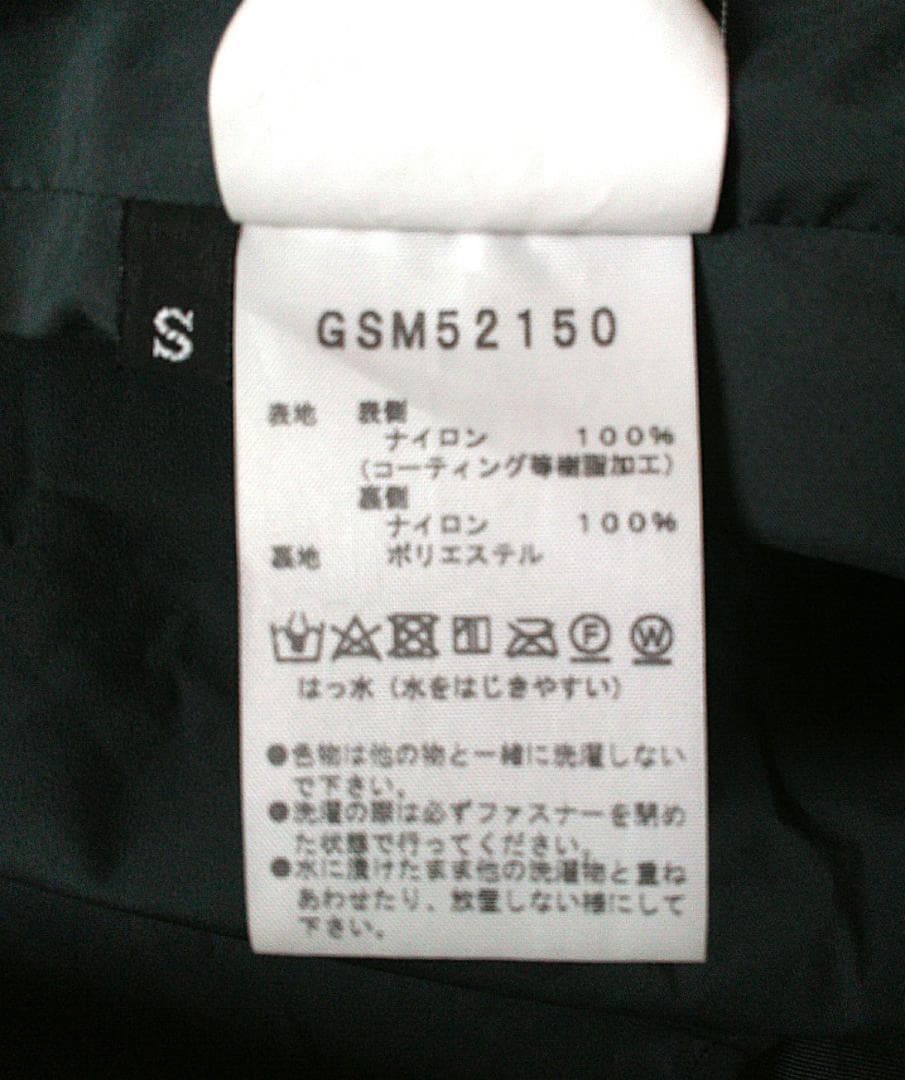 S
GSM52150
表地 表側
ナイロン 100%
(コーティング等樹脂加工)
裏側
ナイロン 100%
裏地 ポリエステル
F W
はっ水(水をはじきやすい)
●色物は他の物と一緒に洗濯しない
で下さい。
●洗濯の際は必ずファスナーを閉め
た状態で行ってください。
●水に漬けたまま他の洗濯物と重ね
あわせたり、放置しない様にして
下さい。